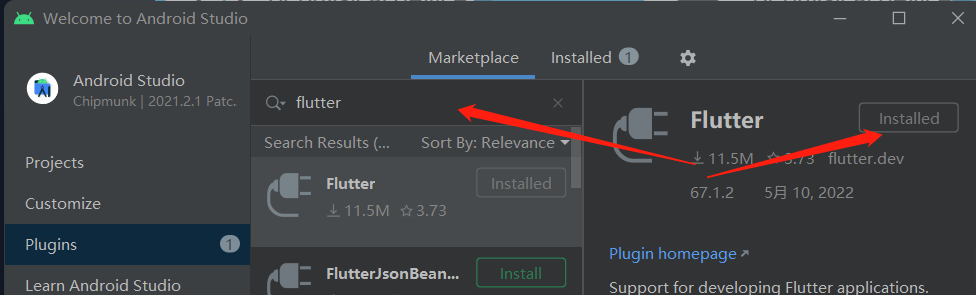 Welcome to Android Studio
Android Studio
Chipmunk | 2021.2.1 Patc.
Projects
Customize
Plugins 1
Learn Android Studio
Marketplace Installed 1
flutter
Search Results (... Sort By: Relevance
Flutter Installed
11.5M 3.73
FlutterJsonBean... Install
Flutter Installed
11.5M 3.73 flutter.dev
67.1.2 5月 10, 2022
Plugin homepage
Support for developing Flutter applications.